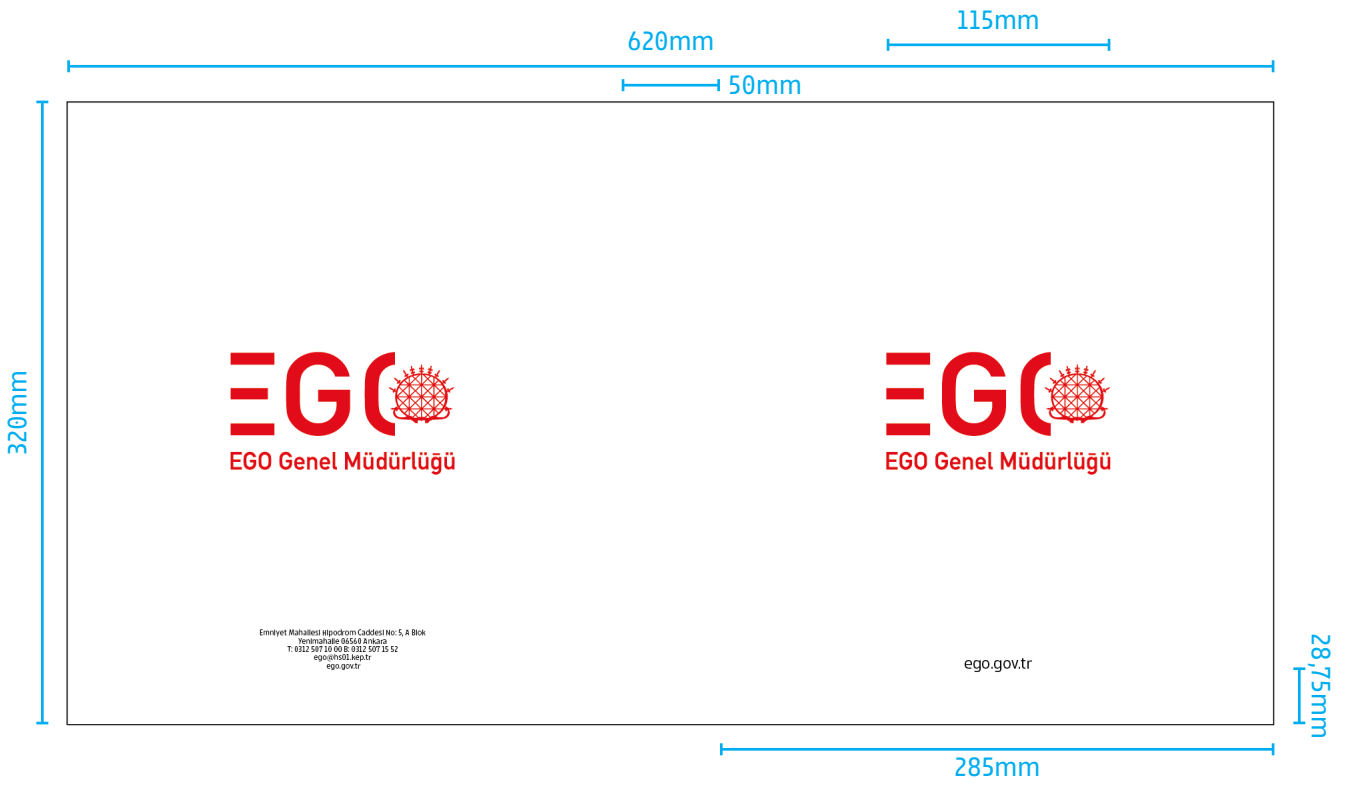 115mm
620mm
50mm
320mm
EGO
EGO Genel Müdürlüğü
EGO
EGO Genel Müdürlüğü
Emniyet Mahallesi Hipodrom Caddesi No: 5, A Blok
Yenimahalle 06560 Ankara
T: 0312 507 10 00 B: 0312 507 15 52
ego@hs01.kep.tr
ego.gov.tr
ego.gov.tr
28,75mm
285mm